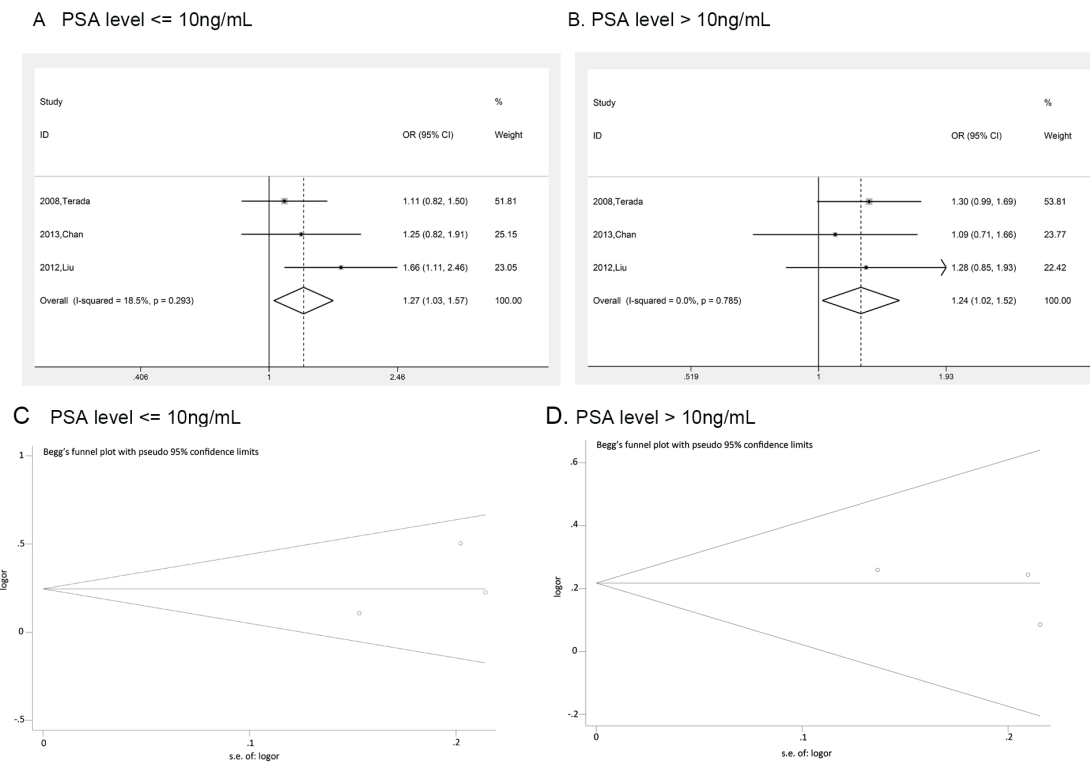 A PSA level <= 10ng/mL
B. PSA level > 10ng/mL
Study %
ID OR (95% CI) Weight
2008,Terada 1.11 (0.82, 1.50) 51.81
2013,Chan 1.25 (0.82, 1.91) 25.15
2012,Liu 1.66 (1.11, 2.46) 23.05
Overall (I-squared = 18.5%, p = 0.293) 1.27 (1.03, 1.57) 100.00
.406 1 2.46
Study %
ID OR (95% CI) Weight
2008,Terada 1.30 (0.99, 1.69) 53.81
2013,Chan 1.09 (0.71, 1.66) 23.77
2012,Liu 1.28 (0.85, 1.93) 22.42
Overall (I-squared = 0.0%, p = 0.785) 1.24 (1.02, 1.52) 100.00
.519 1 1.93
C PSA level <= 10ng/mL
Begg's funnel plot with pseudo 95% confidence limits
1
.5
logor
0
-.5
0 .1 .2
s.e. of: logor
D. PSA level > 10ng/mL
Begg's funnel plot with pseudo 95% confidence limits
.6
.4
logor
.2
0
-.2
0 .1 .2
s.e. of: logor